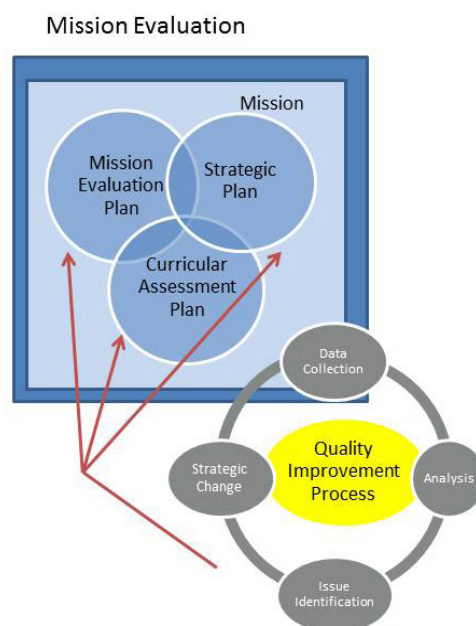 Mission Evaluation
Mission
Mission
Evaluation
Plan
Strategic
Plan
Curricular
Assessment
Plan
Data
Collection
Quality
Improvement
Process
Strategic
Change
Analysis
Issue
Identification